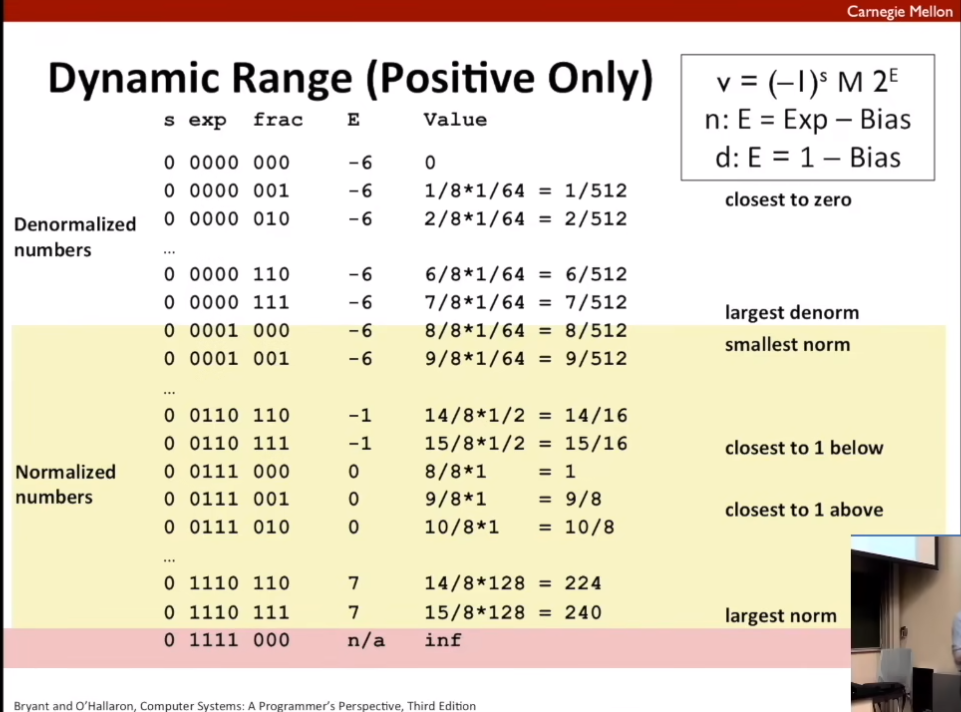 Carnegie Mellon
Dynamic Range (Positive Only)
v = (–1)ˢ M 2ᴱ
n: E = Exp – Bias
d: E = 1 – Bias
s exp frac E Value
0 0000 000 -6 0
0 0000 001 -6 1/8*1/64 = 1/512 closest to zero
0 0000 010 -6 2/8*1/64 = 2/512
Denormalized
numbers
...
0 0000 110 -6 6/8*1/64 = 6/512
0 0000 111 -6 7/8*1/64 = 7/512 largest denorm
0 0001 000 -6 8/8*1/64 = 8/512 smallest norm
0 0001 001 -6 9/8*1/64 = 9/512
...
0 0110 110 -1 14/8*1/2 = 14/16
0 0110 111 -1 15/8*1/2 = 15/16 closest to 1 below
Normalized
numbers
0 0111 000 0 8/8*1 = 1
0 0111 001 0 9/8*1 = 9/8 closest to 1 above
0 0111 010 0 10/8*1 = 10/8
...
0 1110 110 7 14/8*128 = 224
0 1110 111 7 15/8*128 = 240 largest norm
0 1111 000 n/a inf
Bryant and O'Hallaron, Computer Systems: A Programmer's Perspective, Third Edition